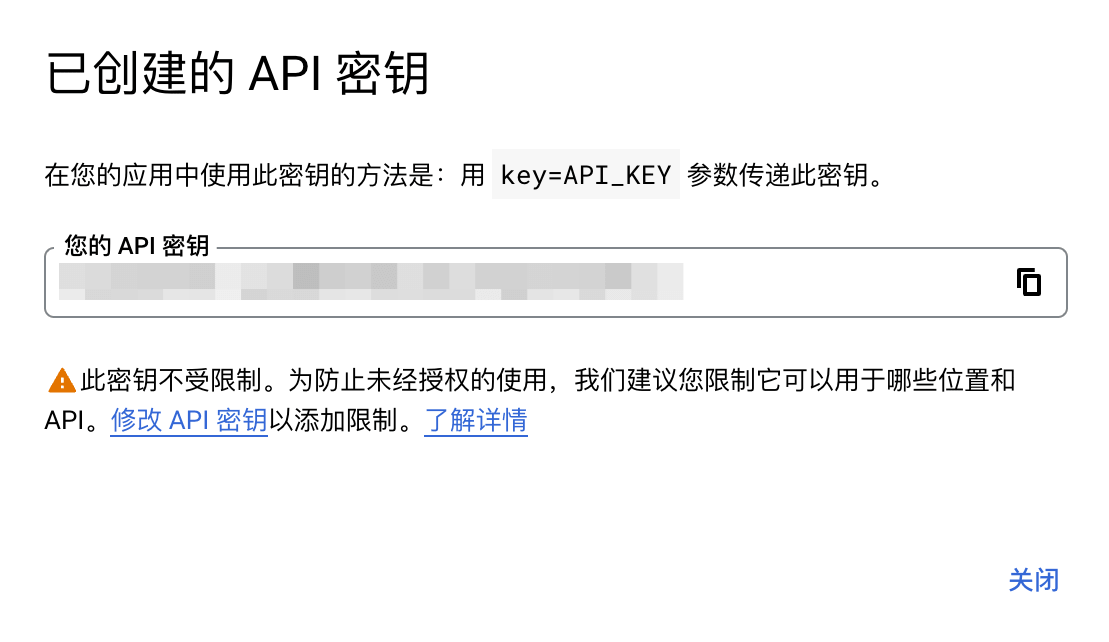 已创建的 API 密钥
在您的应用中使用此密钥的方法是：用 key=API_KEY 参数传递此密钥。
您的 API 密钥
此密钥不受限制。为防止未经授权的使用，我们建议您限制它可以用于哪些位置和
API。修改 API 密钥以添加限制。了解详情
关闭